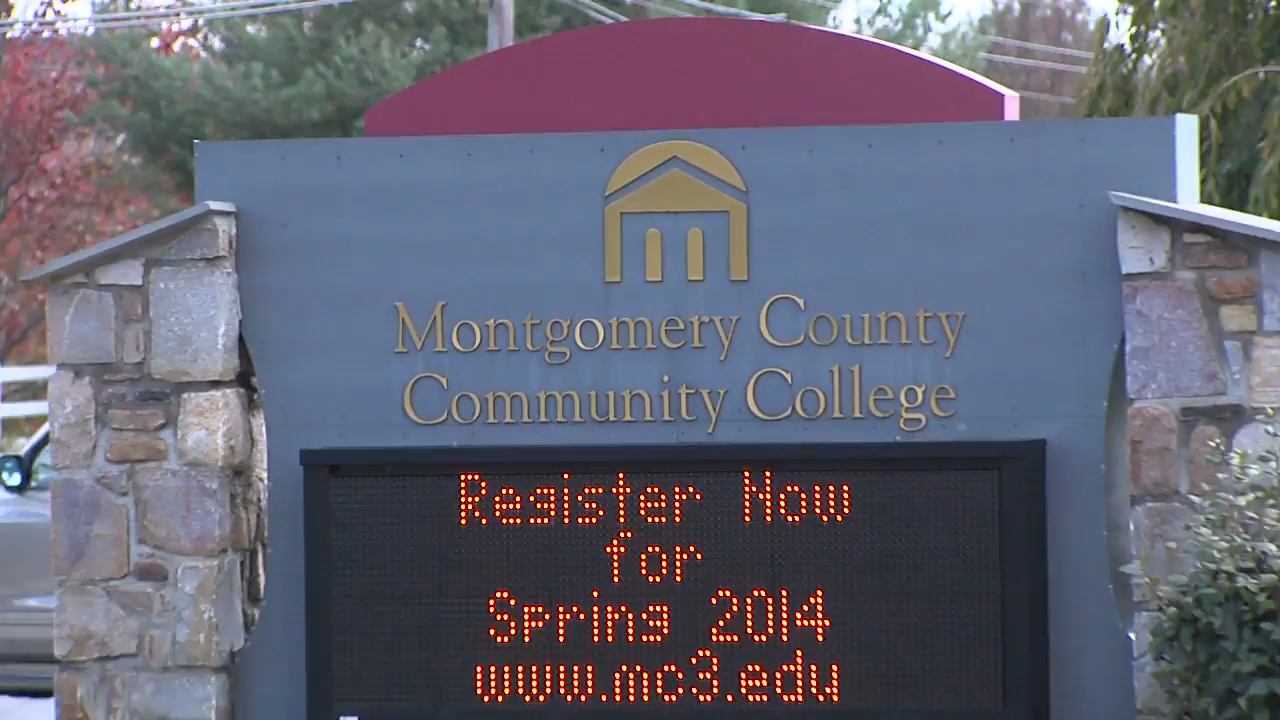 Montgomery County
Community College
Register Now
for
Spring 2014
www.mc3.edu